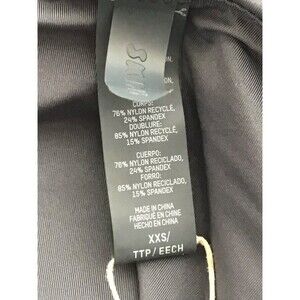 CORPS:
76% NYLON RECYCLÉ,
24% SPANDEX
DOUBLURE:
85% NYLON RECYCLÉ,
15% SPANDEX
CUERPO:
76% NYLON RECICLADO,
24% SPANDEX
FORRO:
85% NYLON RECICLADO,
15% SPANDEX
MADE IN CHINA
FABRIQUÉ EN CHINE
HECHO EN CHINA
XXS/
TTP/EECH